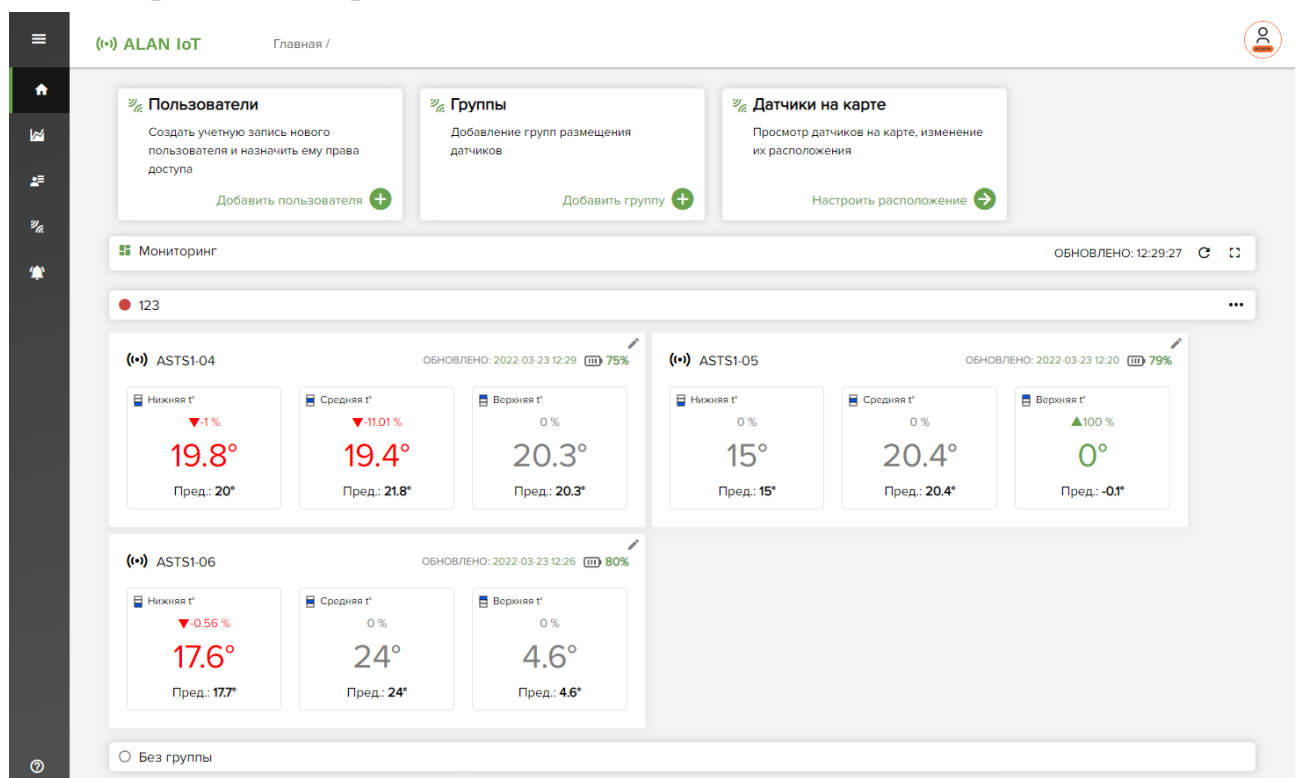 ALAN IoT
Главная /
ADMIN
Пользователи
Создать учетную запись нового
пользователя и назначить ему права
доступа
Добавить пользователя
Группы
Добавление групп размещения
датчиков
Добавить группу
Датчики на карте
Просмотр датчиков на карте, изменение
их расположения
Настроить расположение
Мониторинг
ОБНОВЛЕНО: 12:29:27
123
ASTS1-04
ОБНОВЛЕНО: 2022-03-23 12:29 75%
Нижняя t°
▼-1 %
19.8°
Пред.: 20°
Средняя t°
▼-11.01 %
19.4°
Пред.: 21.8°
Верхняя t°
0 %
20.3°
Пред.: 20.3°
ASTS1-05
ОБНОВЛЕНО: 2022-03-23 12:20 79%
Нижняя t°
0 %
15°
Пред.: 15°
Средняя t°
0 %
20.4°
Пред.: 20.4°
Верхняя t°
▲100 %
0°
Пред.: -0.1°
ASTS1-06
ОБНОВЛЕНО: 2022-03-23 12:26 80%
Нижняя t°
▼-0.56 %
17.6°
Пред.: 17.7°
Средняя t°
0 %
24°
Пред.: 24°
Верхняя t°
0 %
4.6°
Пред.: 4.6°
Без группы